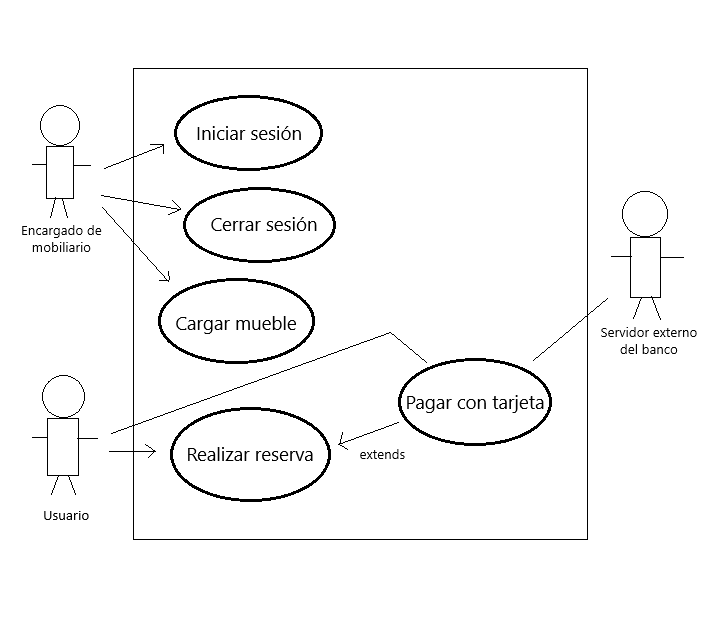 Iniciar sesión
Cerrar sesión
Encargado de
mobiliario
Cargar mueble
Servidor externo
del banco
Pagar con tarjeta
Realizar reserva
extends
Usuario